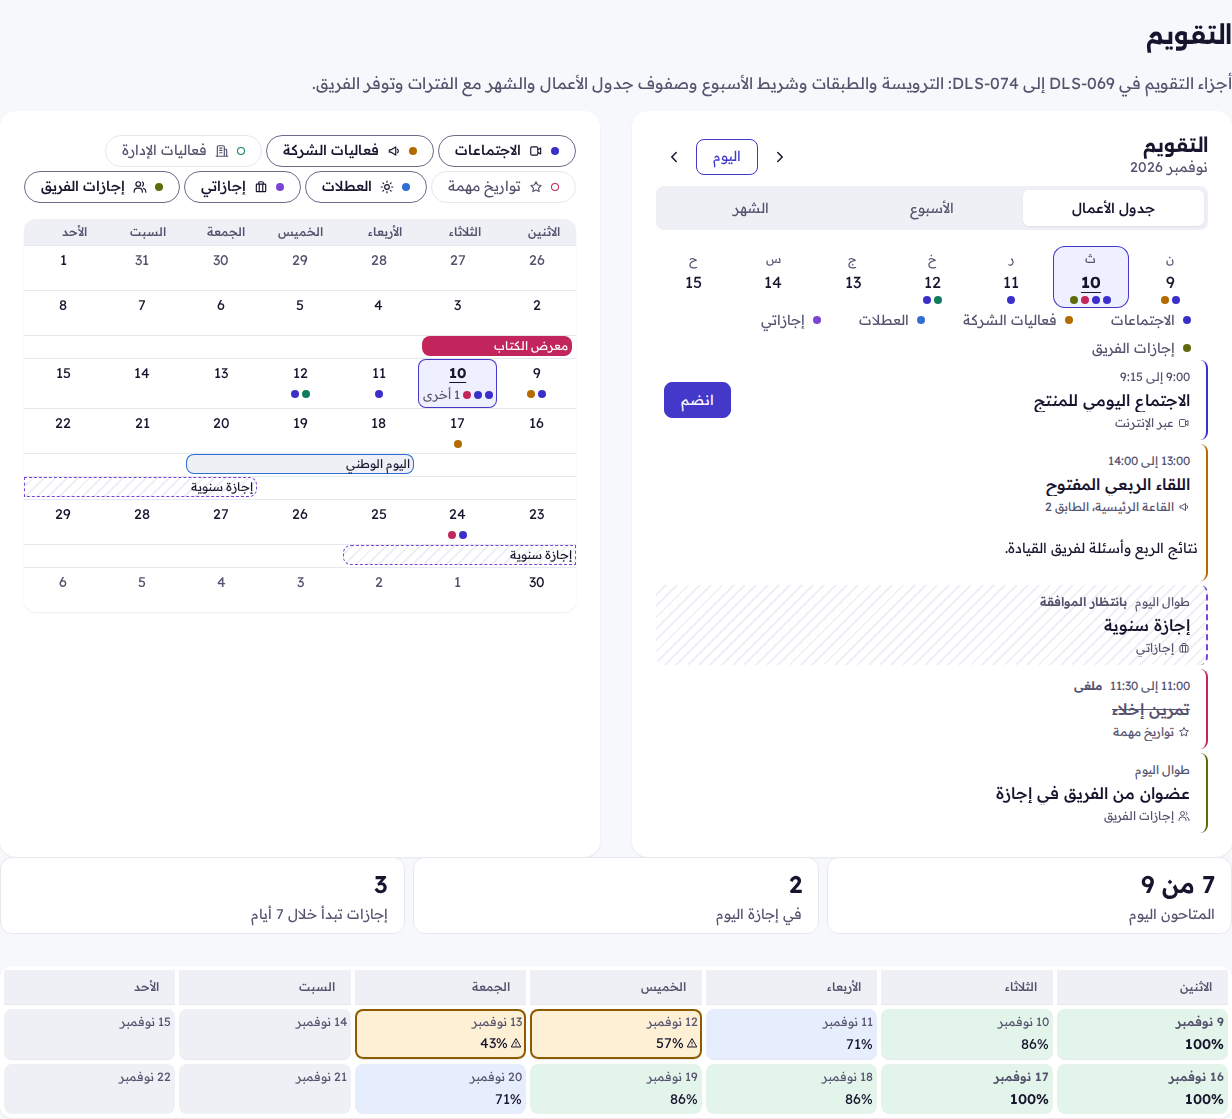 التقويم
أجزاء التقويم في DLS-069 إلى DLS-074: الترويسة والطبقات وشريط الأسبوع وصفوف جدول الأعمال والشهر مع الفترات وتوفر الفريق.
التقويم
نوفمبر 2026
اليوم
جدول الأعمال الأسبوع الشهر
ن ث ر خ ج س ح
9 10 11 12 13 14 15
الاجتماعات فعاليات الشركة العطلات إجازاتي
إجازات الفريق
9:00 إلى 9:15
الاجتماع اليومي للمنتج
عبر الإنترنت
انضم
13:00 إلى 14:00
اللقاء الربعي المفتوح
القاعة الرئيسية، الطابق 2
نتائج الربع وأسئلة لفريق القيادة.
طوال اليوم بانتظار الموافقة
إجازة سنوية
إجازاتي
11:00 إلى 11:30 ملغى
تمرين إخلاء
تواريخ مهمة
طوال اليوم
عضوان من الفريق في إجازة
إجازات الفريق
الاجتماعات فعاليات الشركة فعاليات الإدارة
تواريخ مهمة العطلات إجازاتي إجازات الفريق
الاثنين الثلاثاء الأربعاء الخميس الجمعة السبت الأحد
26 27 28 29 30 31 1
2 3 4 5 6 7 8
معرض الكتاب
9 10 11 12 13 14 15
1 أخرى
16 17 18 19 20 21 22
اليوم الوطني
إجازة سنوية
23 24 25 26 27 28 29
إجازة سنوية
30 1 2 3 4 5 6
7 من 9
المتاحون اليوم
2
في إجازة اليوم
3
إجازات تبدأ خلال 7 أيام
الاثنين الثلاثاء الأربعاء الخميس الجمعة السبت الأحد
9 نوفمبر 10 نوفمبر 11 نوفمبر 12 نوفمبر 13 نوفمبر 14 نوفمبر 15 نوفمبر
100% 86% 71% 57% 43%
16 نوفمبر 17 نوفمبر 18 نوفمبر 19 نوفمبر 20 نوفمبر 21 نوفمبر 22 نوفمبر
100% 100% 86% 86% 71%